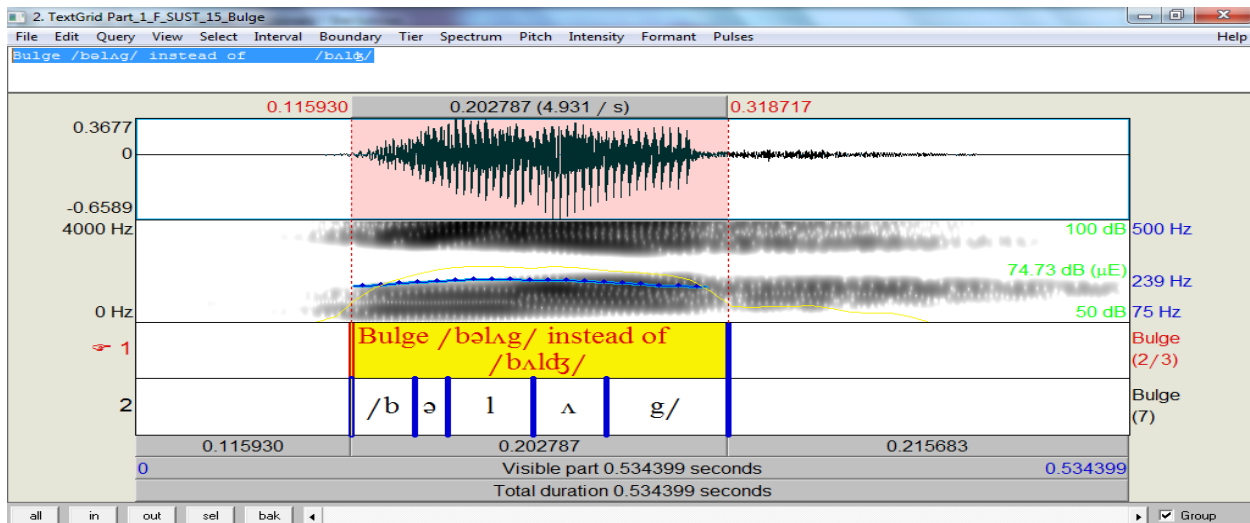 2. TextGrid Part_1_F_SUST_15_Bulge
File Edit Query View Select Interval Boundary Tier Spectrum Pitch Intensity Formant Pulses Help
Bulge /bəlʌg/ instead of /bʌlʤ/
0.115930 0.202787 (4.931 / s) 0.318717
0.3677
0
-0.6589
4000 Hz 100 dB 500 Hz
74.73 dB (µE) 239 Hz
0 Hz 50 dB 75 Hz
1 Bulge /bəlʌg/ instead of Bulge
/bʌlʤ/ (2/3)
2 /b ə l ʌ g/ Bulge
(7)
0.115930 0.202787 0.215683
0 Visible part 0.534399 seconds 0.534399
Total duration 0.534399 seconds
all in out sel bak Group